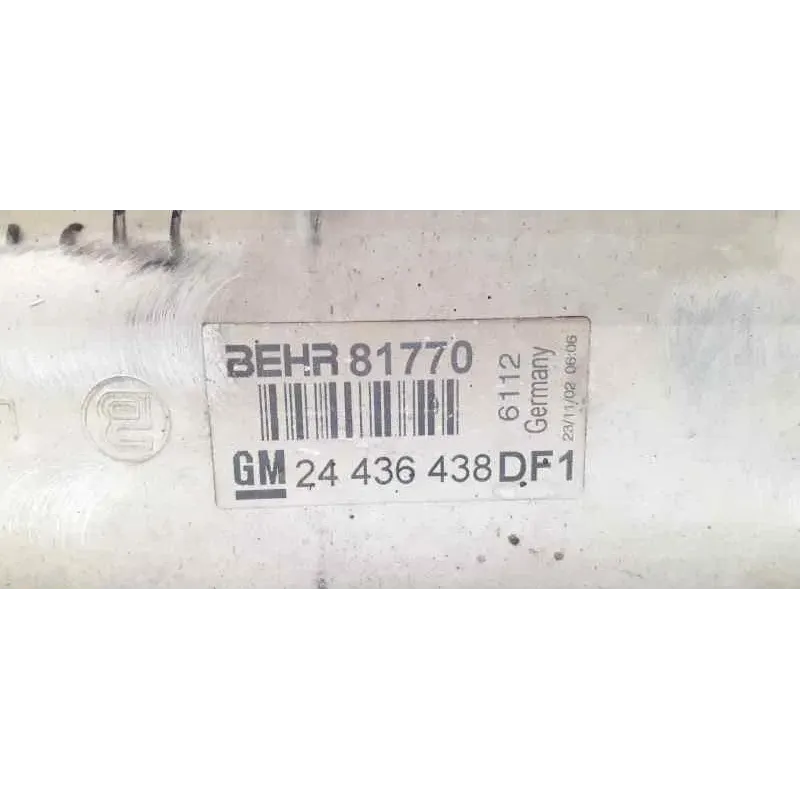 BEHR 81770
GM 24 436 438 DF1
6112
Germany
23/11/02 06:06